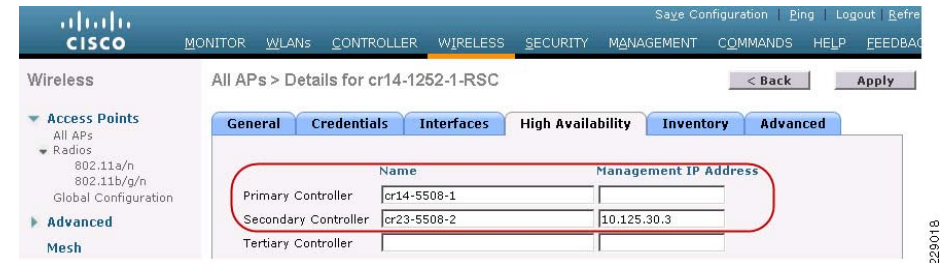 Save Configuration | Ping | Logout | Refre
CISCO
MONITOR WLANs CONTROLLER WIRELESS SECURITY MANAGEMENT COMMANDS HELP FEEDBAC
Wireless
All APs > Details for cr14-1252-1-RSC
< Back
Apply
Access Points
All APs
Radios
802.11a/n
802.11b/g/n
Global Configuration
Advanced
Mesh
General Credentials Interfaces High Availability Inventory Advanced
Name Management IP Address
Primary Controller cr14-5508-1
Secondary Controller cr23-5508-2 10.125.30.3
Tertiary Controller
229018